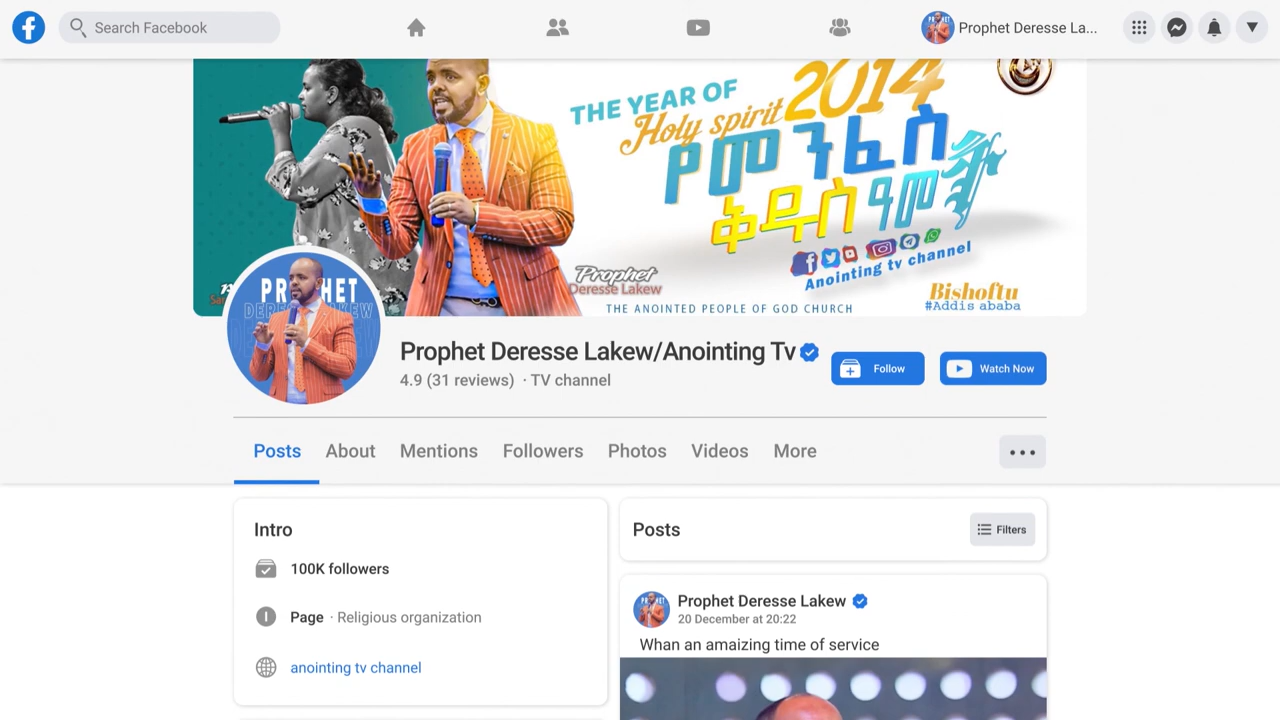 Search Facebook
Prophet Deresse La...
THE YEAR OF
Holy spirit
2014
የመንፈስ
ቅዱስ ዓመት
Anointing tv channel
Prophet
Deresse Lakew
THE ANOINTED PEOPLE OF GOD CHURCH
Bishoftu
#Addis ababa
PROPHET
DERESSE LAKEW
Prophet Deresse Lakew/Anointing Tv
4.9 (31 reviews) · TV channel
Follow
Watch Now
Posts
About
Mentions
Followers
Photos
Videos
More
Intro
100K followers
Page · Religious organization
anointing tv channel
Posts
Filters
Prophet Deresse Lakew
20 December at 20:22
Whan an amaizing time of service